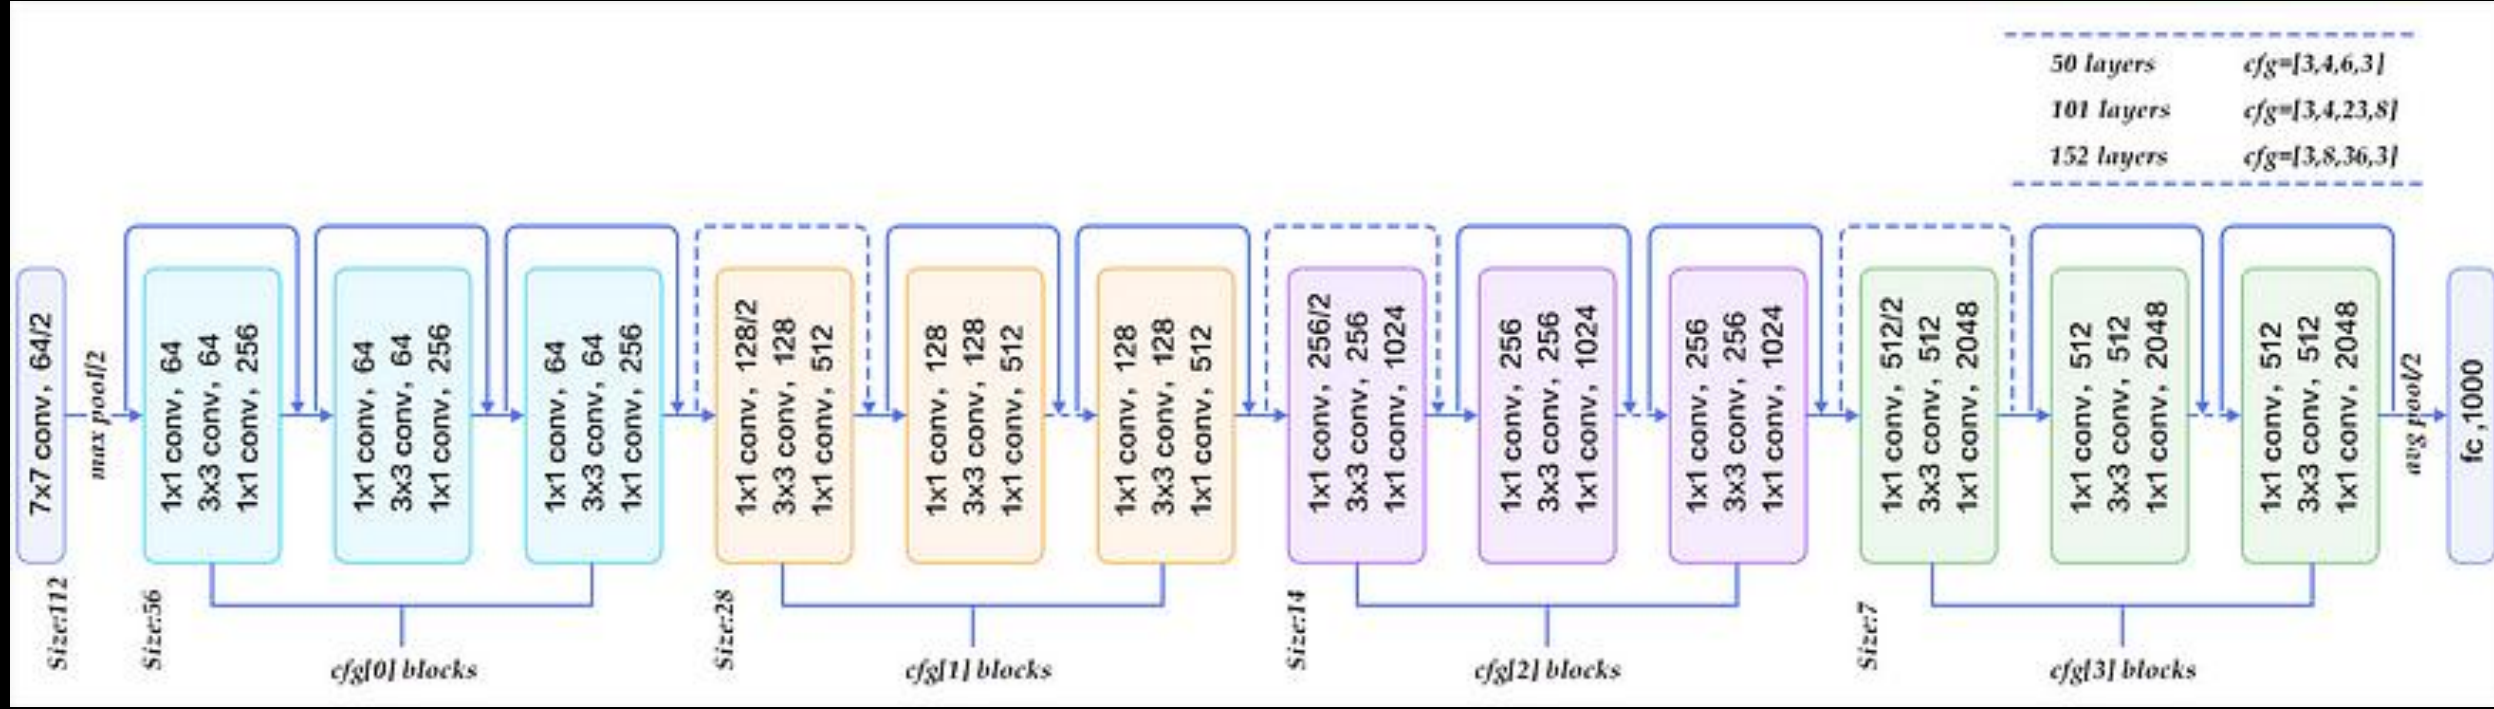 50 layers cfg=[3,4,6,3]
101 layers cfg=[3,4,23,8]
152 layers cfg=[3,8,36,3]
7x7 conv, 64/2
max pool/2
1x1 conv, 64
3x3 conv, 64
1x1 conv, 256
1x1 conv, 64
3x3 conv, 64
1x1 conv, 256
1x1 conv, 64
3x3 conv, 64
1x1 conv, 256
1x1 conv, 128/2
3x3 conv, 128
1x1 conv, 512
1x1 conv, 128
3x3 conv, 128
1x1 conv, 512
1x1 conv, 128
3x3 conv, 128
1x1 conv, 512
1x1 conv, 256/2
3x3 conv, 256
1x1 conv, 1024
1x1 conv, 256
3x3 conv, 256
1x1 conv, 1024
1x1 conv, 256
3x3 conv, 256
1x1 conv, 1024
1x1 conv, 512/2
3x3 conv, 512
1x1 conv, 2048
1x1 conv, 512
3x3 conv, 512
1x1 conv, 2048
1x1 conv, 512
3x3 conv, 512
1x1 conv, 2048
avg pool/2
fc ,1000
Size:112
Size:56
Size:28
Size:14
Size:7
cfg[0] blocks
cfg[1] blocks
cfg[2] blocks
cfg[3] blocks